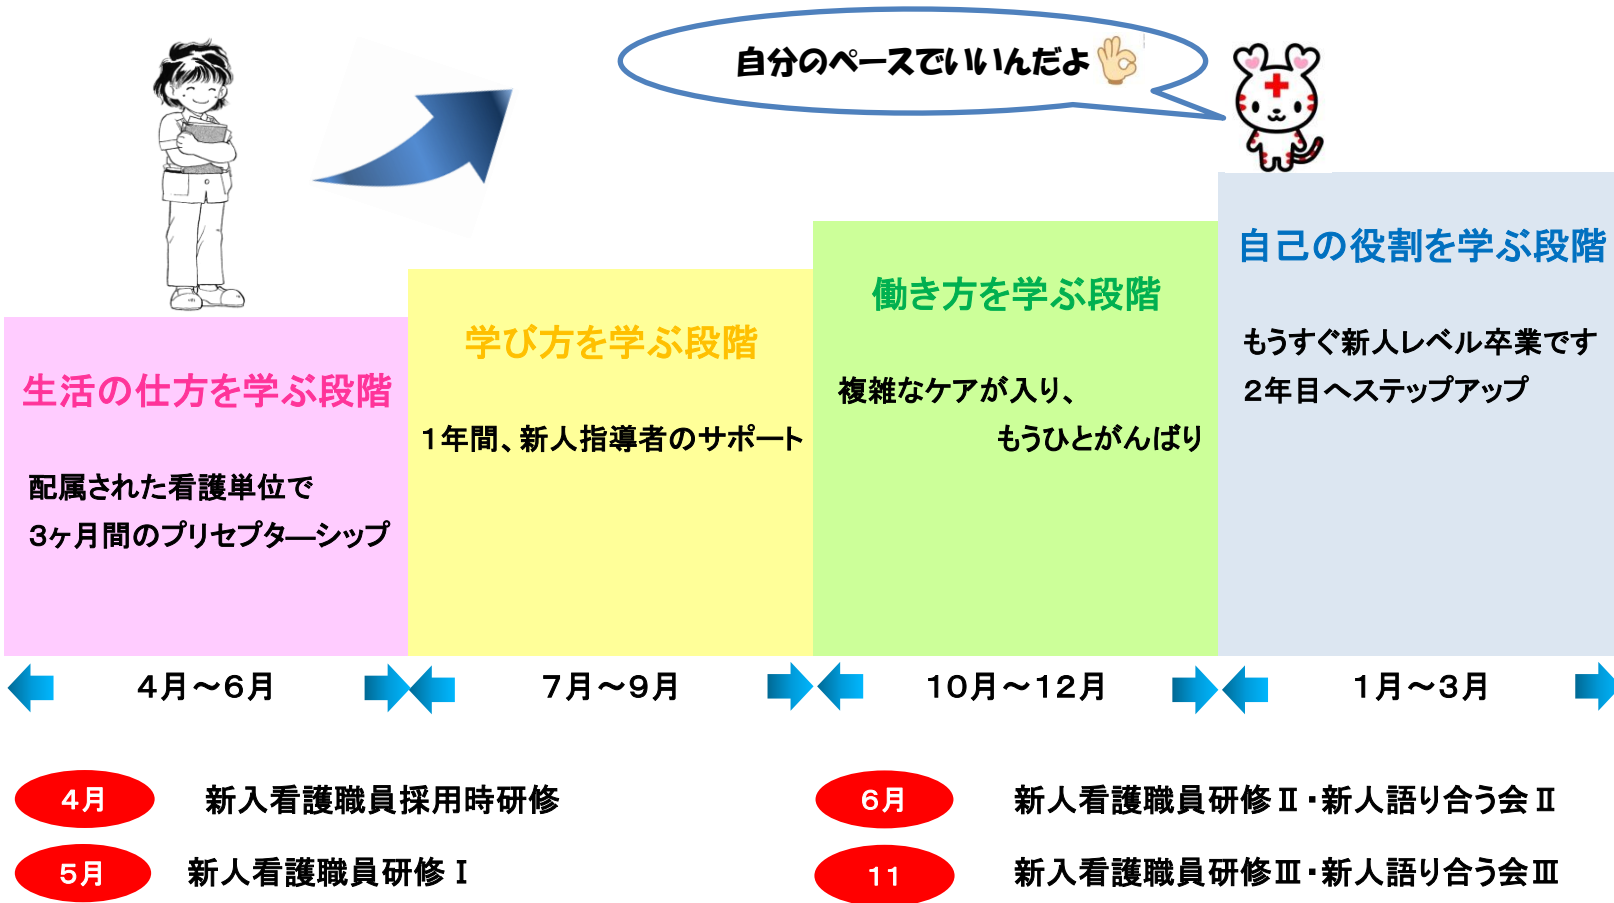 自分のペースでいいんだよ👌
生活の仕方を学ぶ段階
配属された看護単位で
3ヶ月間のプリセプタ―シップ
学び方を学ぶ段階
1年間、新人指導者のサポート
働き方を学ぶ段階
複雑なケアが入り、
もうひとがんばり
自己の役割を学ぶ段階
もうすぐ新人レベル卒業です
2年目へステップアップ
4月～6月
7月～9月
10月～12月
1月～3月
4月 新入看護職員採用時研修
5月 新人看護職員研修Ⅰ
6月 新人看護職員研修Ⅱ・新人語り合う会Ⅱ
11 新入看護職員研修Ⅲ・新人語り合う会Ⅲ